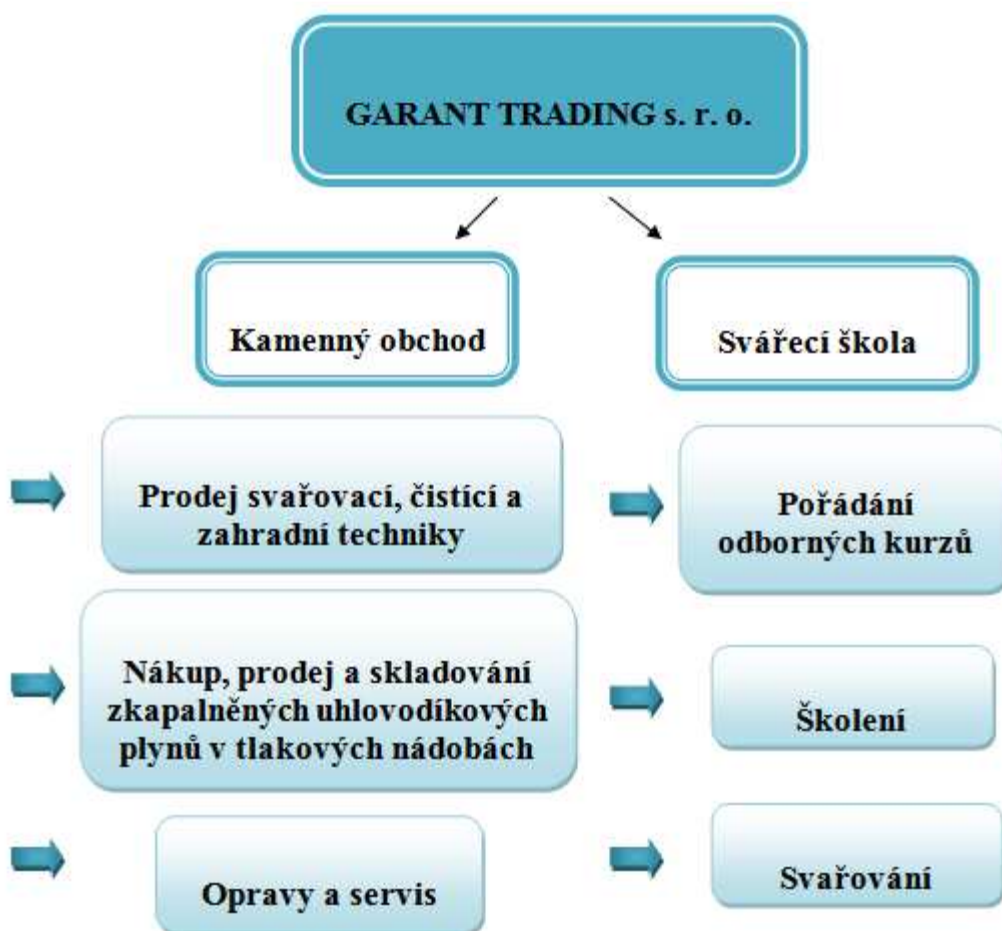 GARANT TRADING s. r. o.
Kamenný obchod
Svářecí škola
Prodej svařovací, čistící a
zahradní techniky
Pořádání
odborných kurzů
Nákup, prodej a skladování
zkapalněných uhlovodíkových
plynů v tlakových nádobách
Školení
Opravy a servis
Svařování